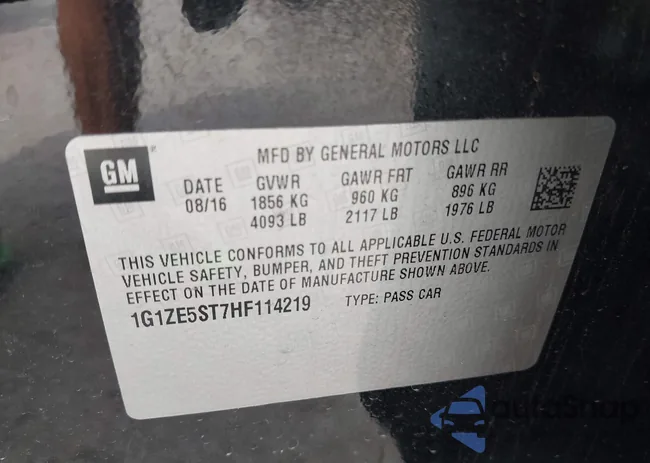 GM
MFD BY GENERAL MOTORS LLC
DATE GVWR GAWR FRT GAWR RR
08/16 1856 KG 960 KG 896 KG
4093 LB 2117 LB 1976 LB
THIS VEHICLE CONFORMS TO ALL APPLICABLE U.S. FEDERAL MOTOR
VEHICLE SAFETY, BUMPER, AND THEFT PREVENTION STANDARDS IN
EFFECT ON THE DATE OF MANUFACTURE SHOWN ABOVE.
1G1ZE5ST7HF114219 TYPE: PASS CAR
autoShop